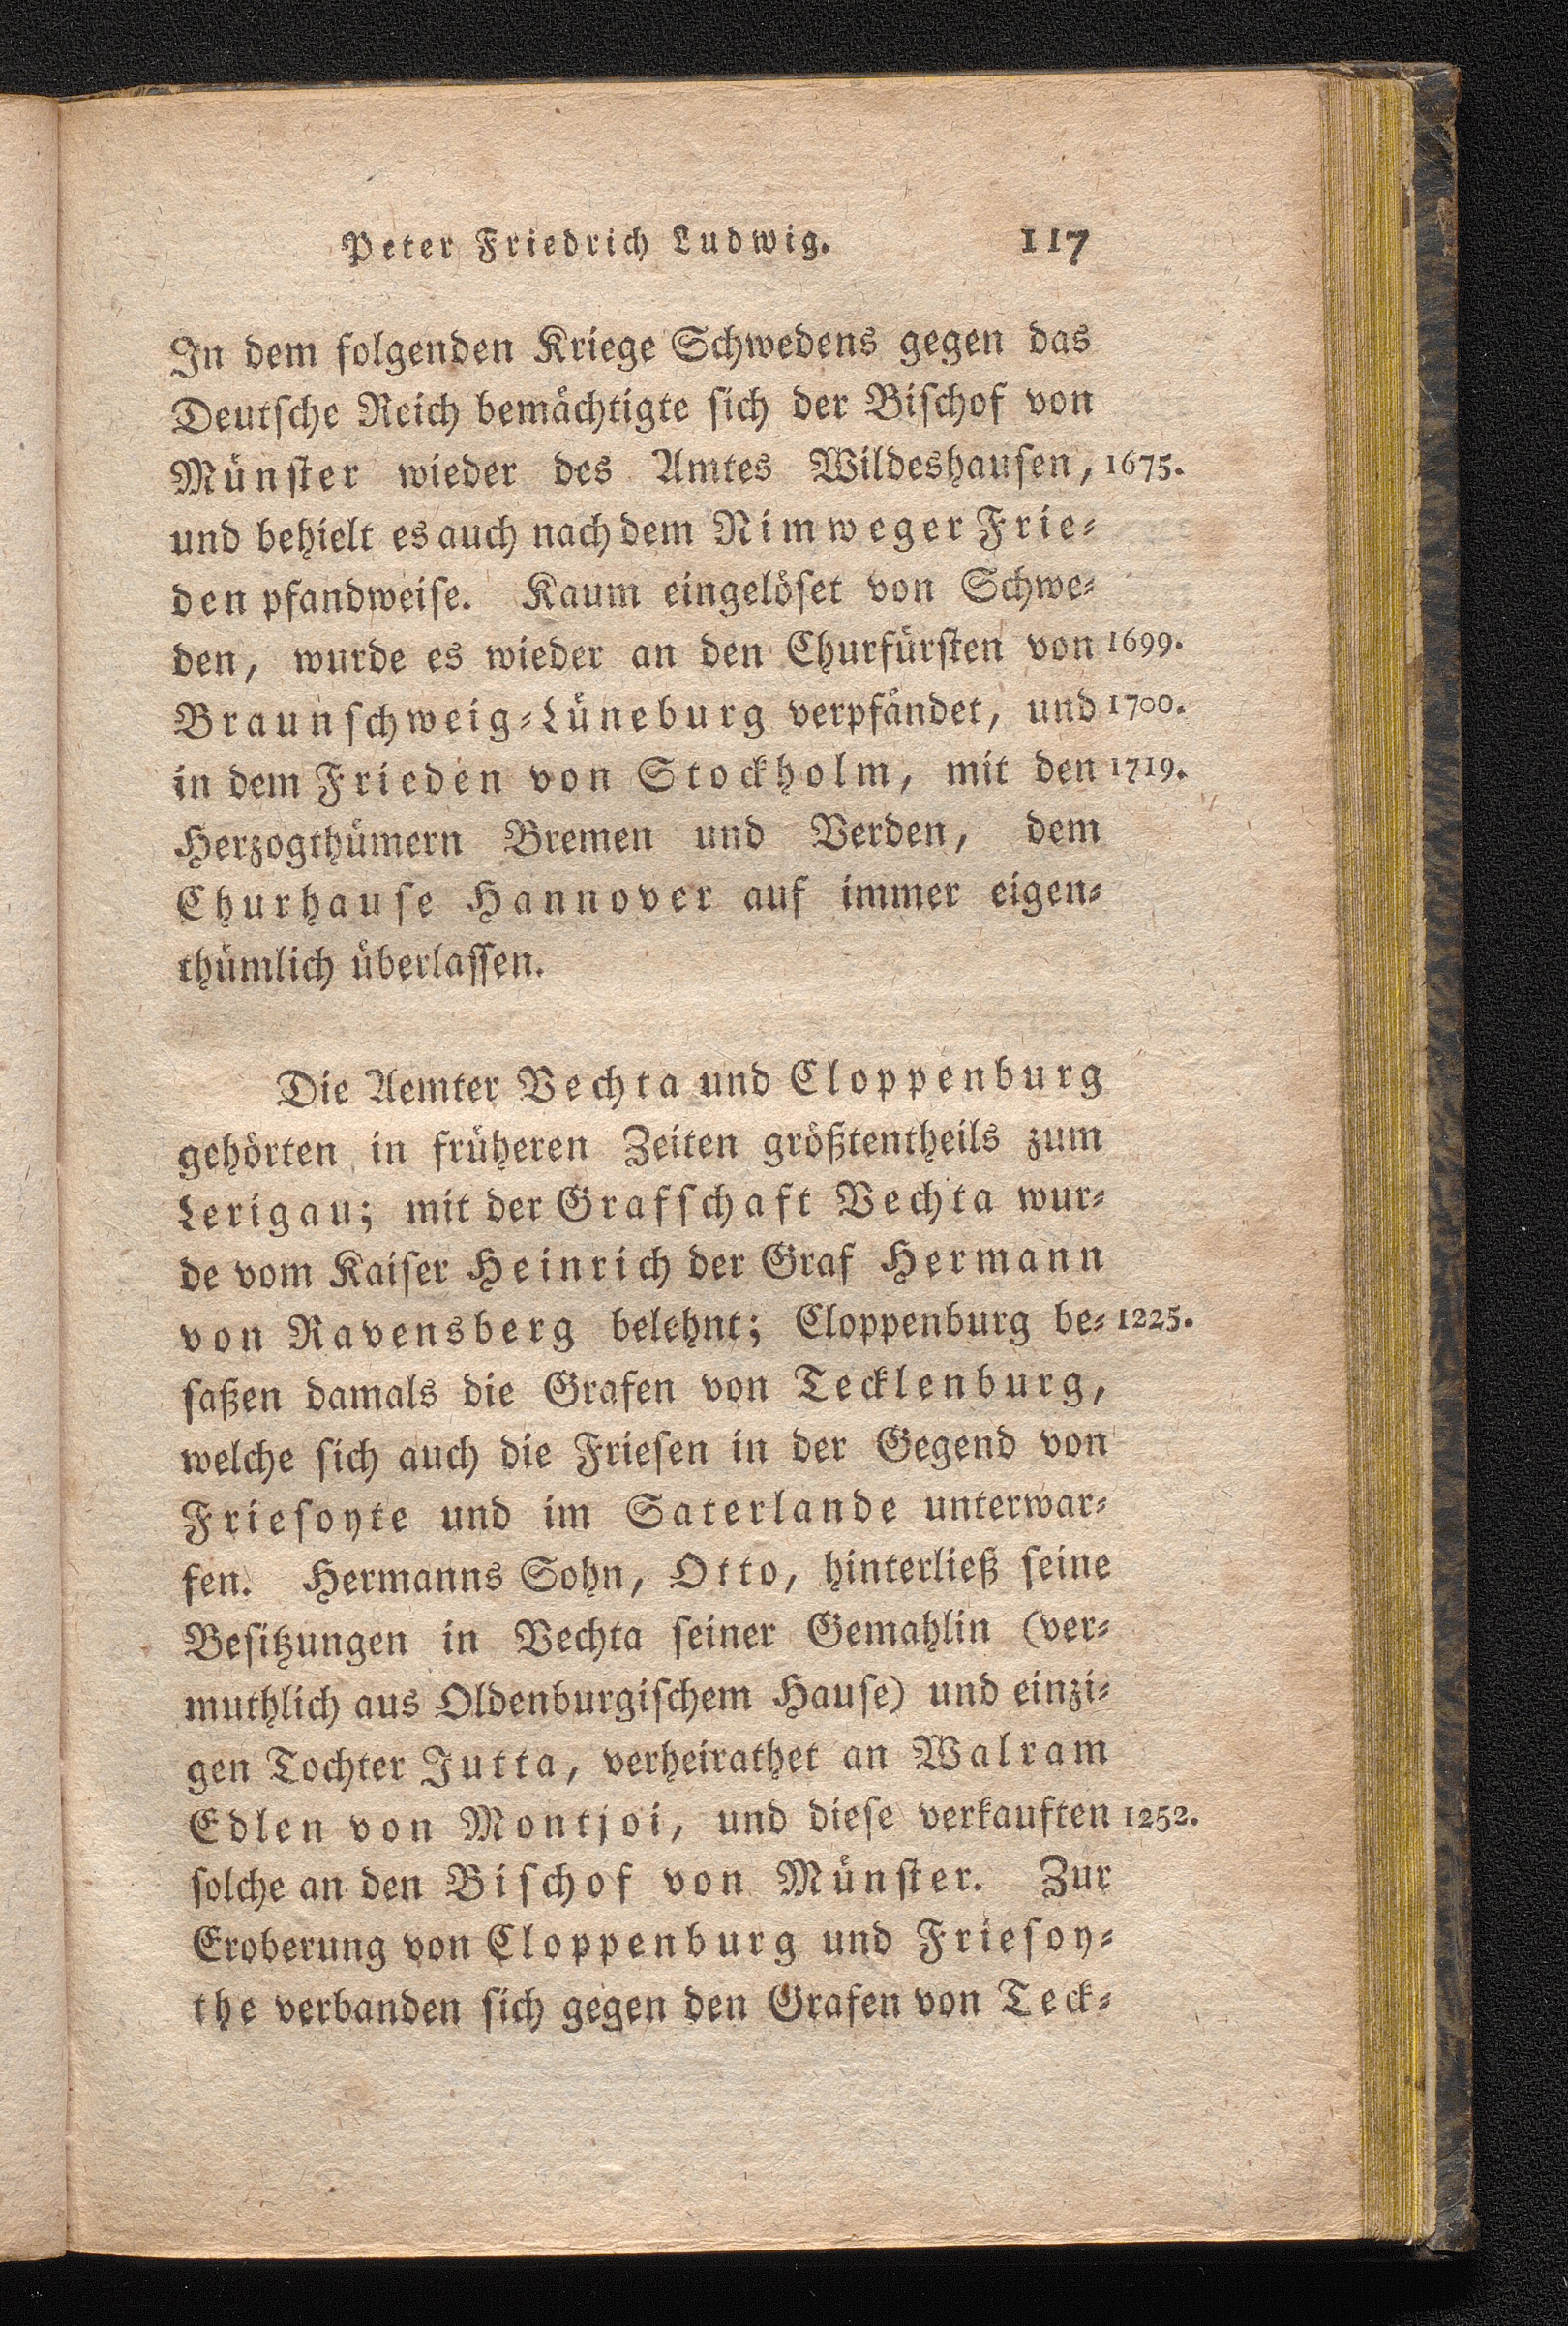 Peter Friedrich Ludwig. 117
In dem folgenden Kriege Schwedens gegen das
Deutſche Reich bemächtigte ſich der Biſchof von
Münſter wieder des Amtes Wildeshauſen, 1675.
und behielt es auch nach dem Nimweger Frie⸗
den pfandweiſe. Kaum eingelöſet von Schwe⸗
den, wurde es wieder an den Churfürſten von 1699.
Braunſchweig⸗Lüneburg verpfändet, und 1700.
in dem Frieden von Stockholm, mit den 1719.
Herzogthümern Bremen und Verden, dem
Churhauſe Hannover auf immer eigen⸗
thümlich überlaſſen.
Die Aemter Vechta und Cloppenburg
gehörten in früheren Zeiten größtentheils zum
Lerigau; mit der Grafſchaft Vechta wur⸗
de vom Kaiſer Heinrich der Graf Hermann
von Ravensberg belehnt; Cloppenburg be⸗ 1225.
ſaßen damals die Grafen von Tecklenburg,
welche ſich auch die Frieſen in der Gegend von
Frieſoyte und im Saterlande unterwar⸗
fen. Hermanns Sohn, Otto, hinterließ ſeine
Beſitzungen in Vechta ſeiner Gemahlin (ver⸗
muthlich aus Oldenburgiſchem Hauſe) und einzi⸗
gen Tochter Jutta, verheirathet an Walram
Edlen von Montjoi, und dieſe verkauften 1252.
ſolche an den Biſchof von Münſter. Zur
Eroberung von Cloppenburg und Frieſoy⸗
the verbanden ſich gegen den Grafen von Teck⸗